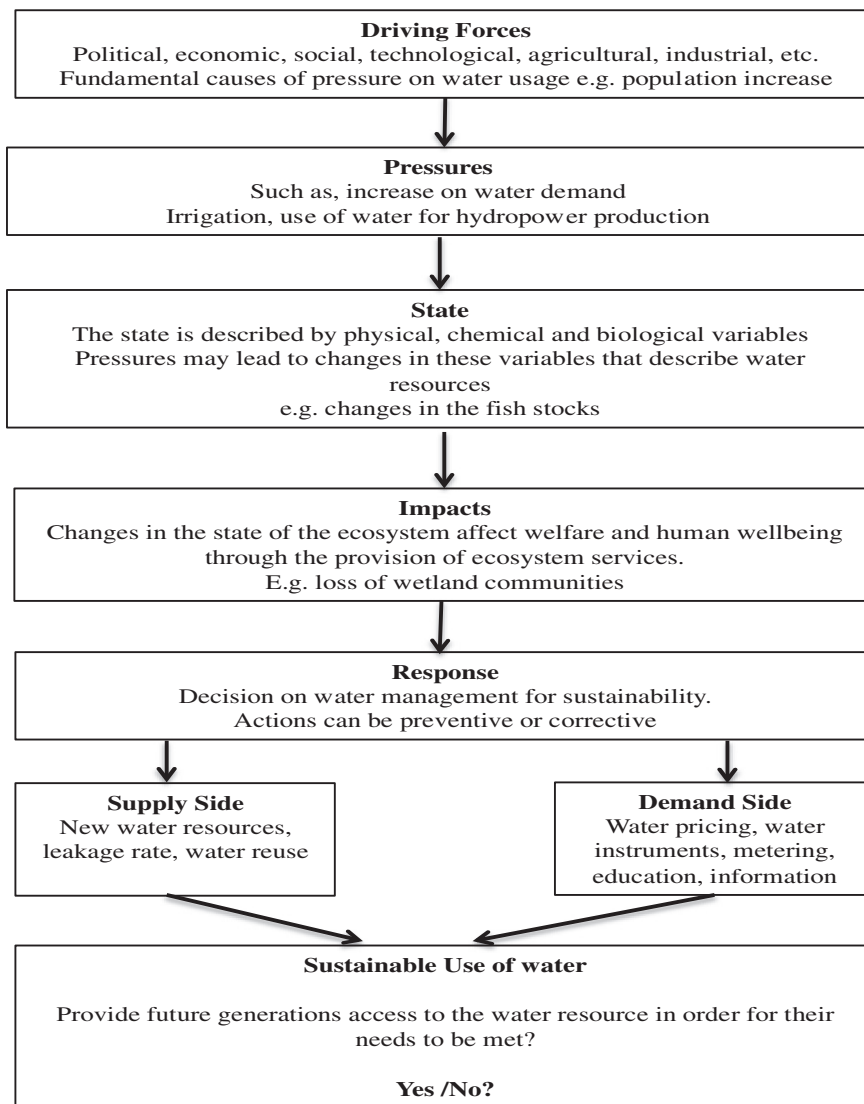 Driving Forces
Political, economic, social, technological, agricultural, industrial, etc.
Fundamental causes of pressure on water usage e.g. population increase
Pressures
Such as, increase on water demand
Irrigation, use of water for hydropower production
State
The state is described by physical, chemical and biological variables
Pressures may lead to changes in these variables that describe water
resources
e.g. changes in the fish stocks
Impacts
Changes in the state of the ecosystem affect welfare and human wellbeing
through the provision of ecosystem services.
E.g. loss of wetland communities
Response
Decision on water management for sustainability.
Actions can be preventive or corrective
Supply Side
New water resources,
leakage rate, water reuse
Demand Side
Water pricing, water
instruments, metering,
education, information
Sustainable Use of water
Provide future generations access to the water resource in order for their
needs to be met?
Yes /No?